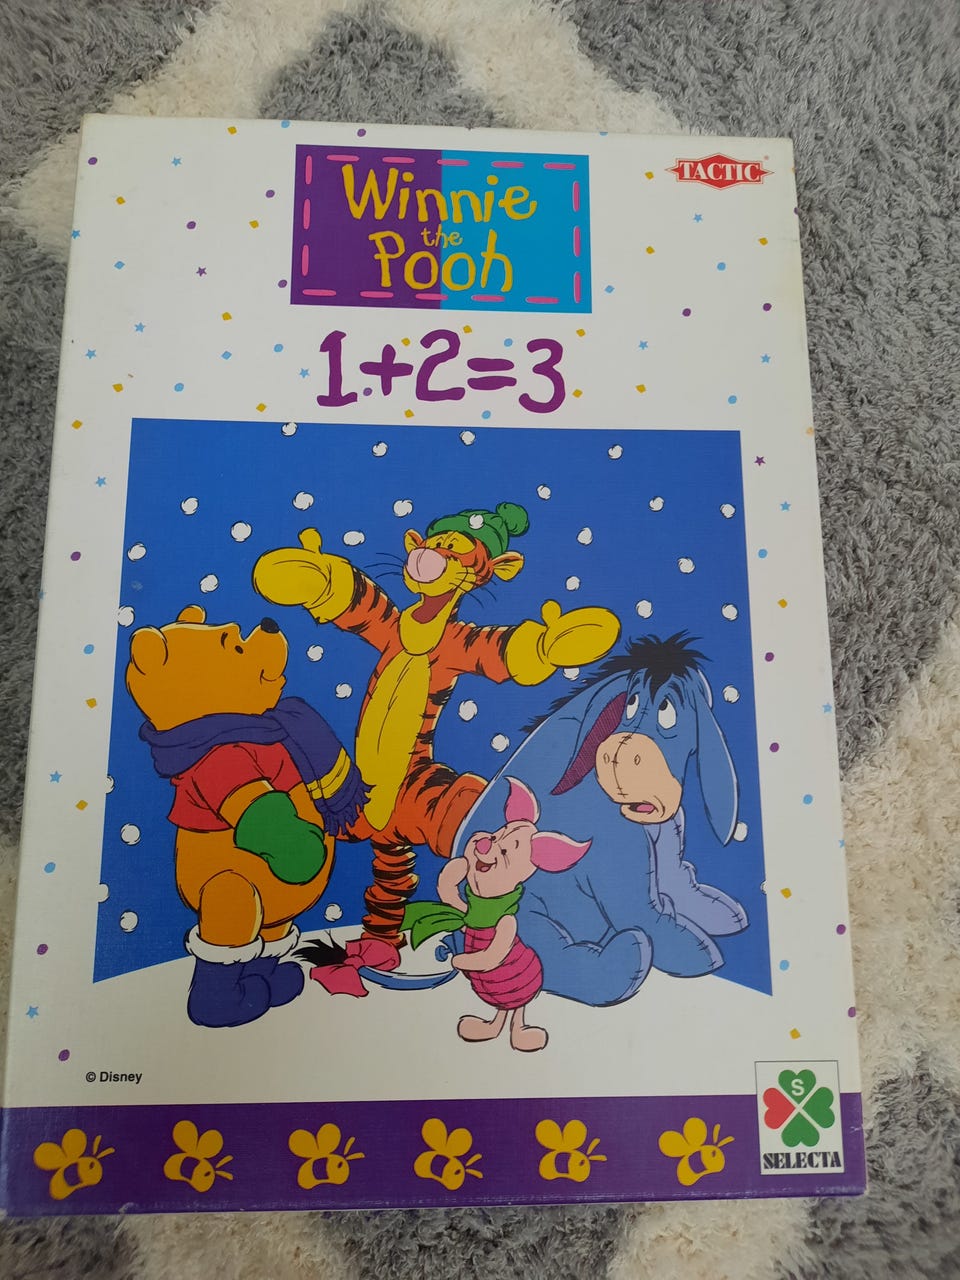 Winnie
the
Pooh
TACTIC®
1+2=3
© Disney
S
SELECTA